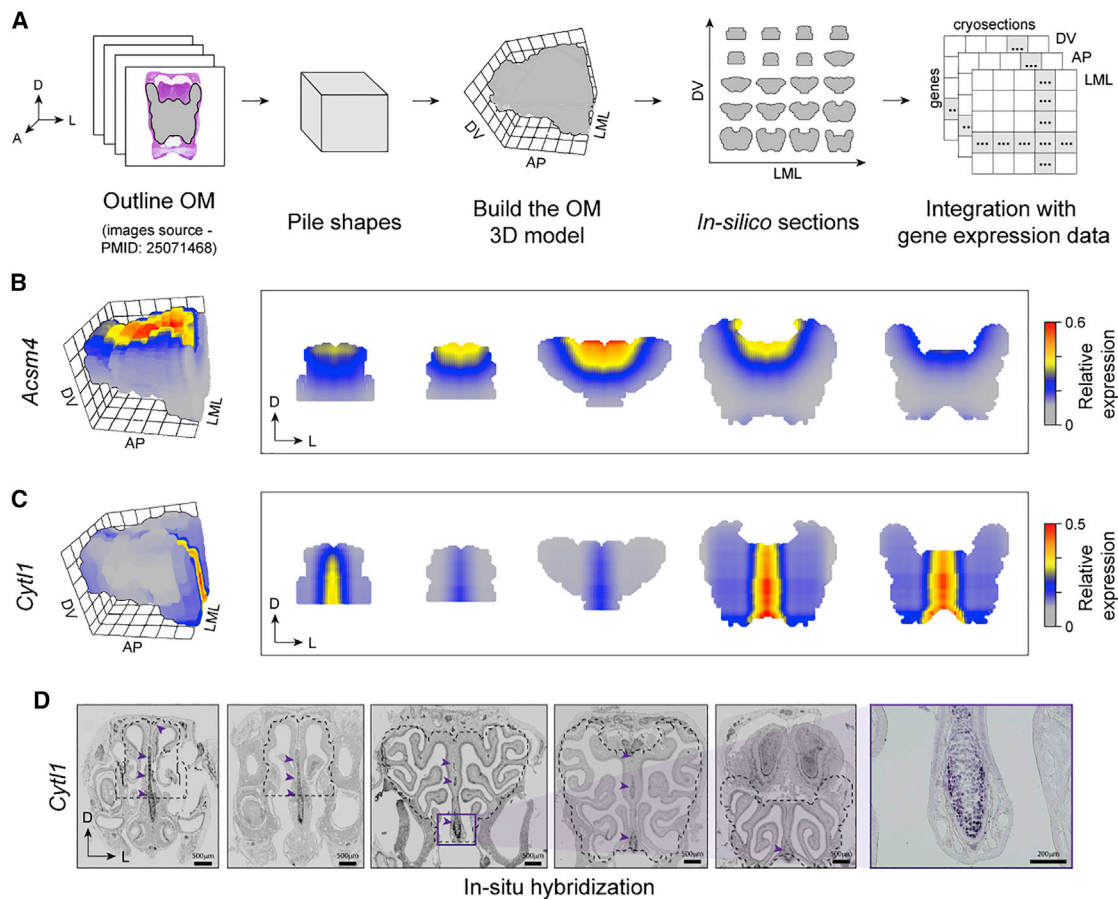 A
D
L
A
Outline OM
(images source -
PMID: 25071468)
Pile shapes
DV
AP
LML
Build the OM
3D model
DV
LML
In-silico sections
cryosections
DV
AP
LML
genes
Integration with
gene expression data
B
Acsm4
DV
AP
LML
D
L
0.6
0
Relative
expression
C
Cytl1
DV
AP
LML
D
L
0.5
0
Relative
expression
D
Cytl1
D
L
500µm
500µm
500µm
500µm
500µm
200µm
In-situ hybridization